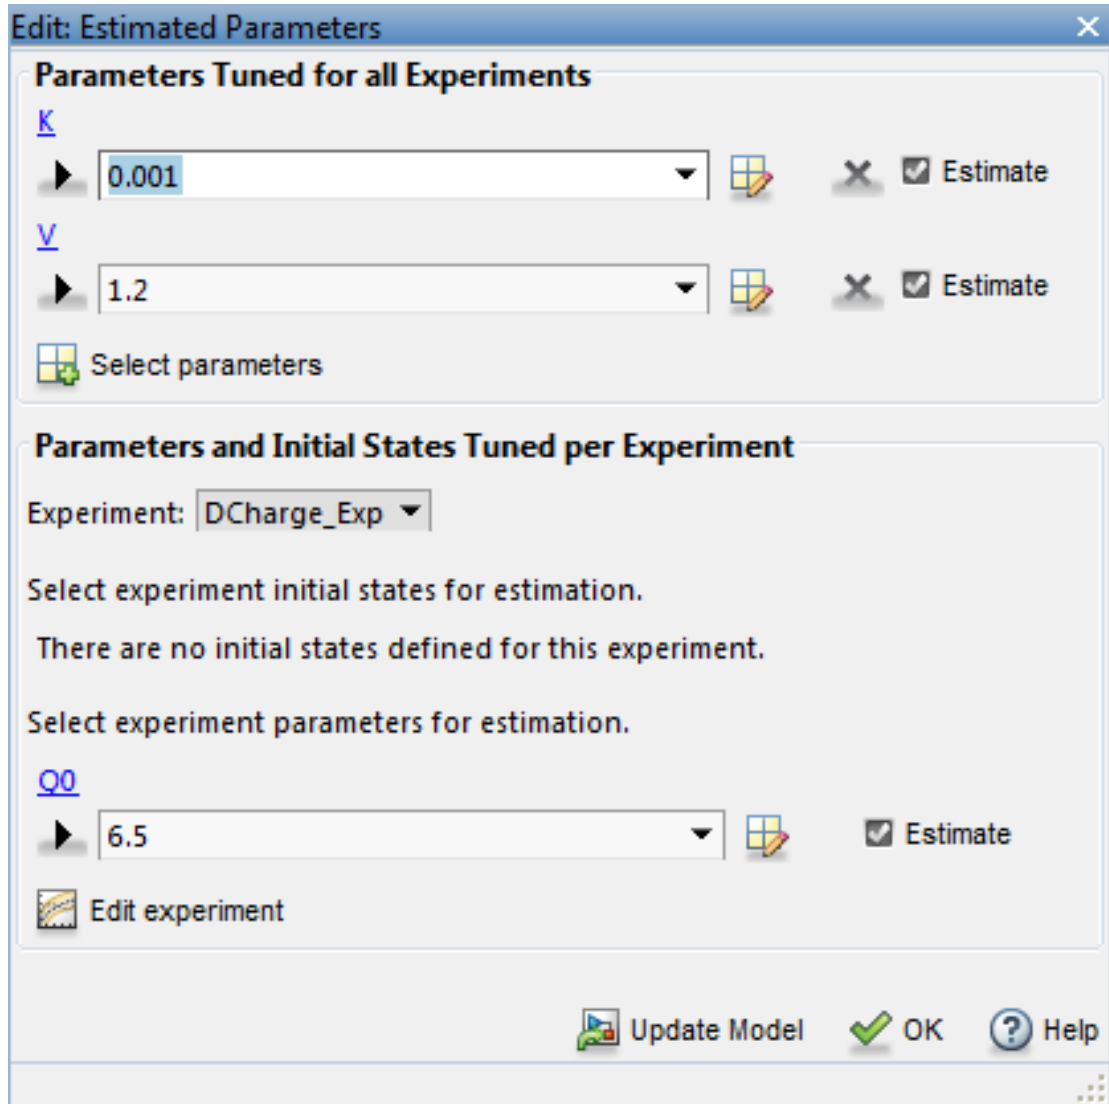 Edit: Estimated Parameters
Parameters Tuned for all Experiments
K
0.001 Estimate
V
1.2 Estimate
Select parameters
Parameters and Initial States Tuned per Experiment
Experiment: DCharge_Exp
Select experiment initial states for estimation.
There are no initial states defined for this experiment.
Select experiment parameters for estimation.
Q0
6.5 Estimate
Edit experiment
Update Model OK Help